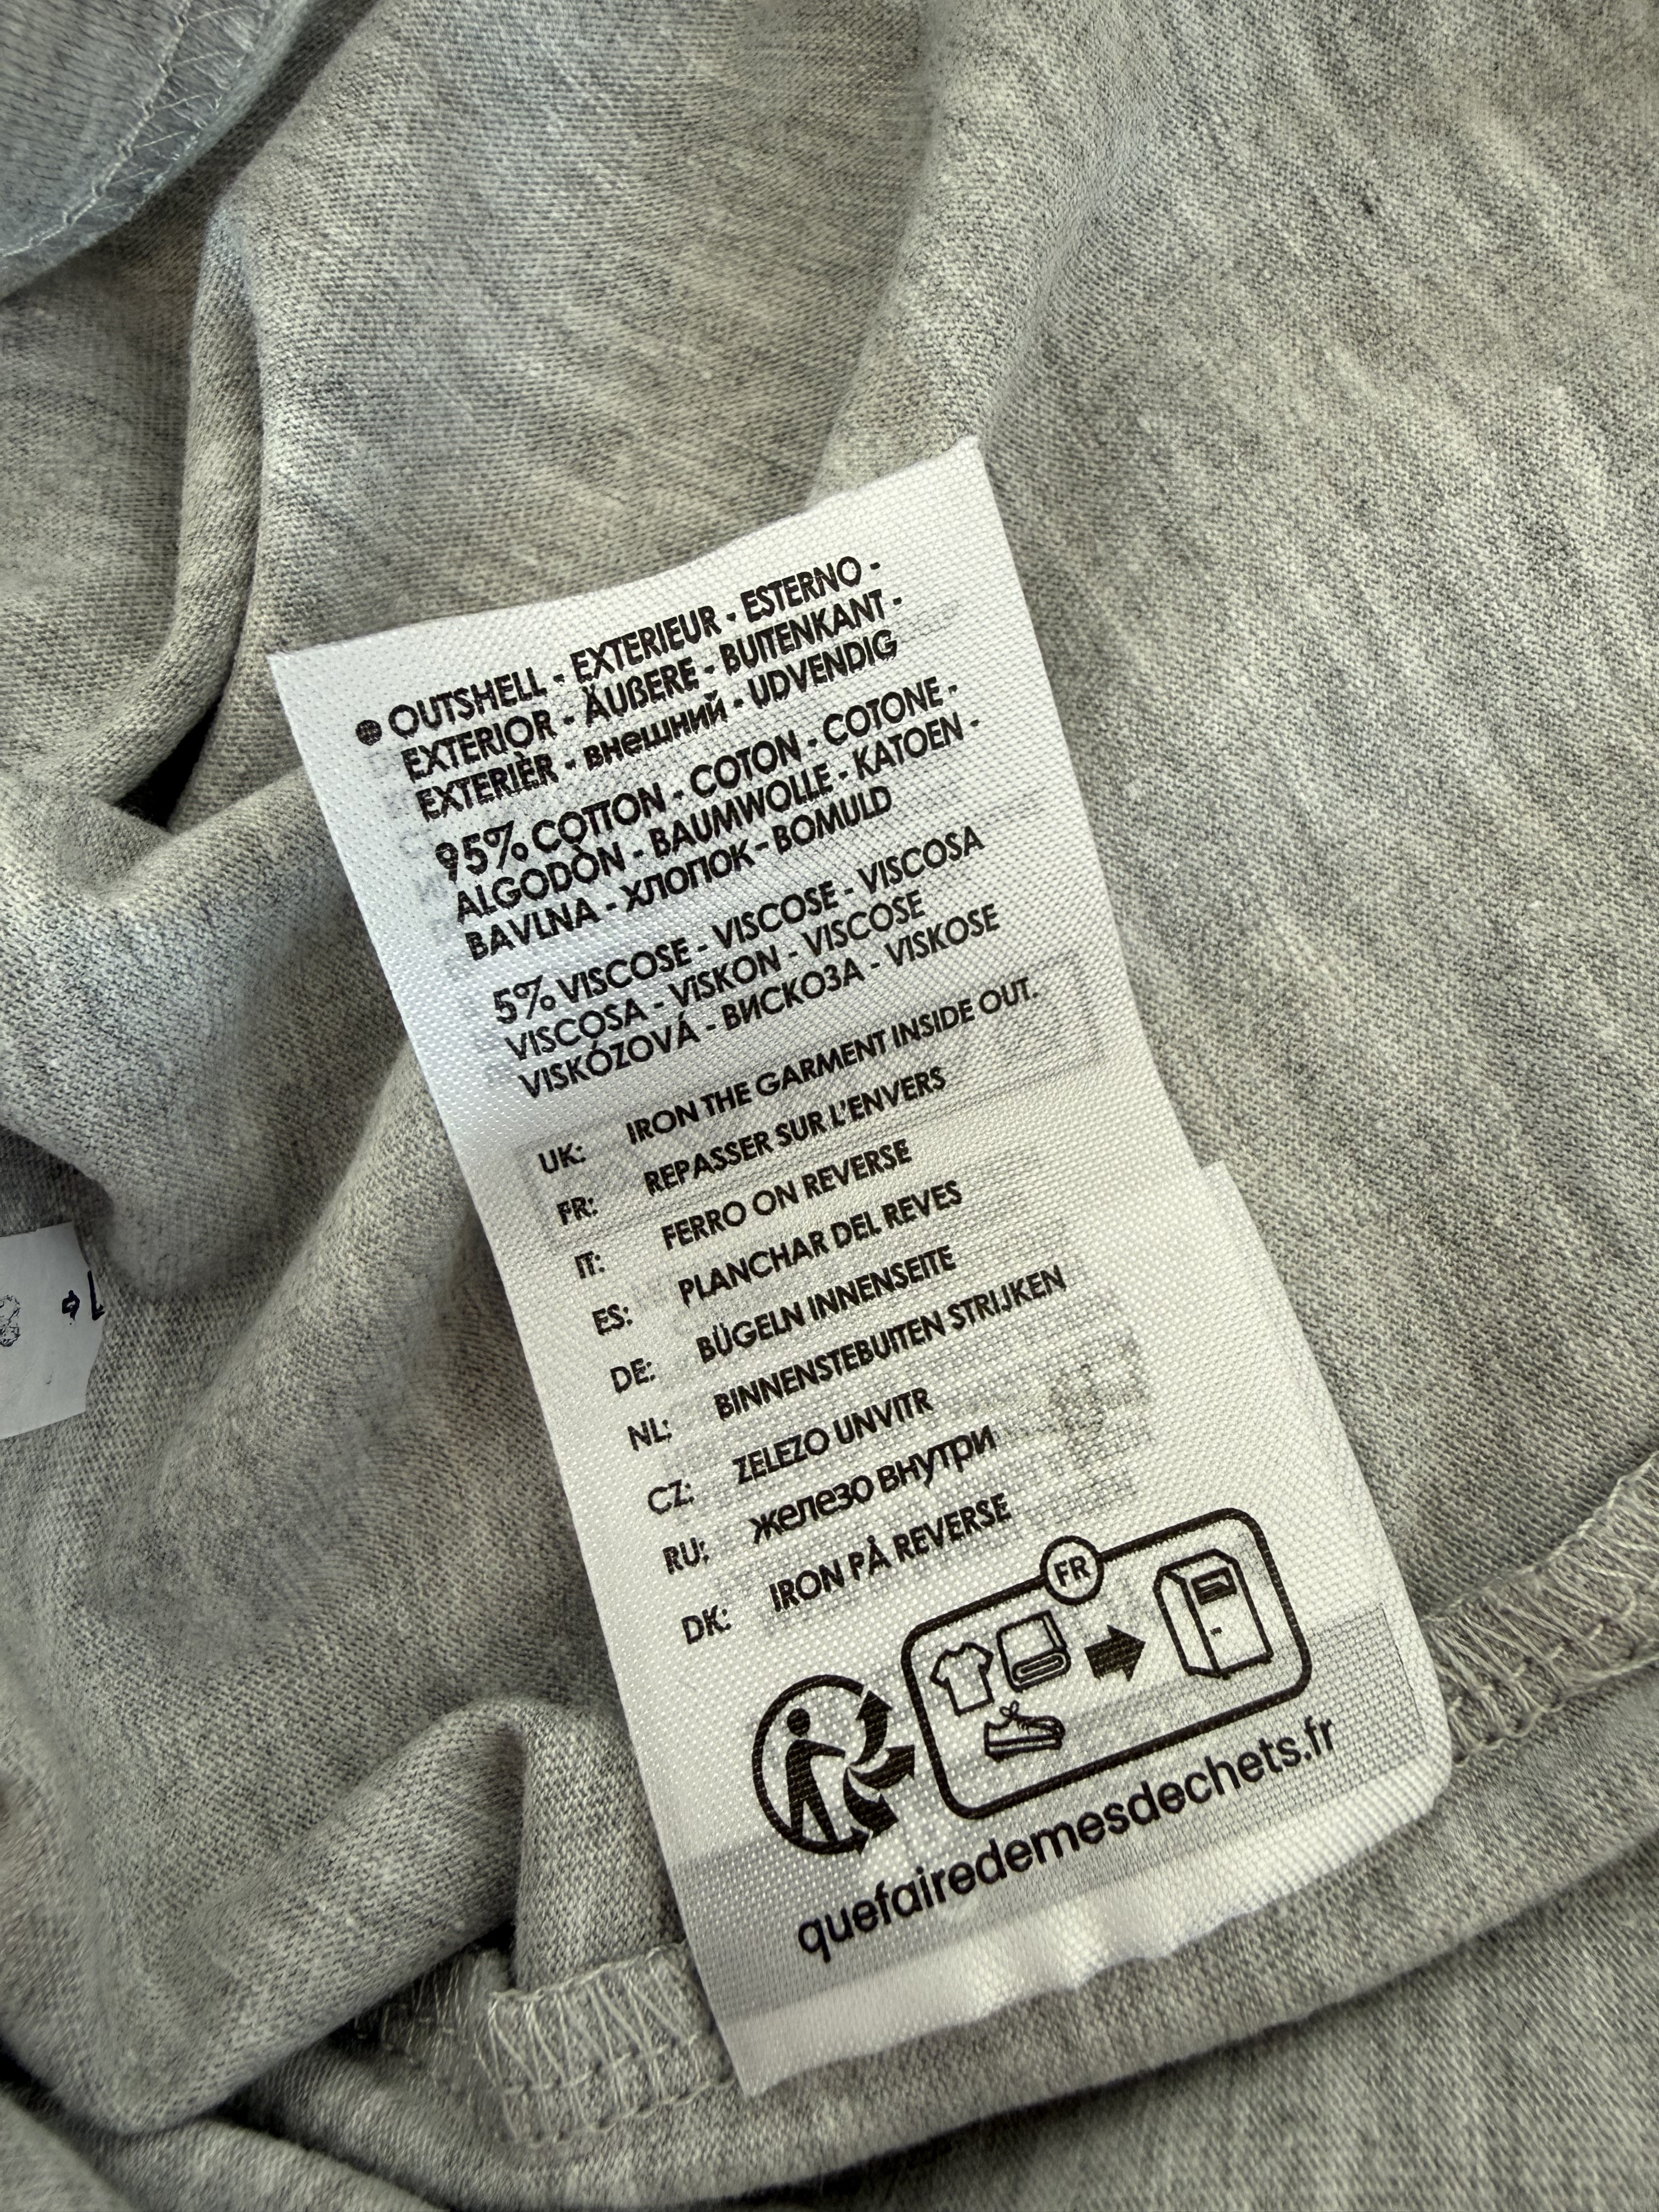 OUTSHELL - EXTERIEUR - ESTERNO -
EXTERIOR - ÄUßERE - BUITENKANT -
EXTERIÈR - внешний - UDVENDIG
95% COTTON - COTON - COTONE -
ALGODÒN - BAUMWOLLE - KATOEN -
BAVLNA - ХЛОПОК - BOMULD
5% VISCOSE - VISCOSE - VISCOSA
VISCOSA - VISKON - VISCOSE
VISKÓZOVÁ - ВИСКОЗА - VISKOSE
UK: IRON THE GARMENT INSIDE OUT.
FR: REPASSER SUR L'ENVERS
IT: FERRO ON REVERSE
ES: PLANCHAR DEL REVES
DE: BÜGELN INNENSEITE
NL: BINNENSTEBUITEN STRIJKEN
CZ: ZELEZO UNVITR
RU: железо внутри
DK: IRON PÅ REVERSE
FR
quefairedemesdechets.fr